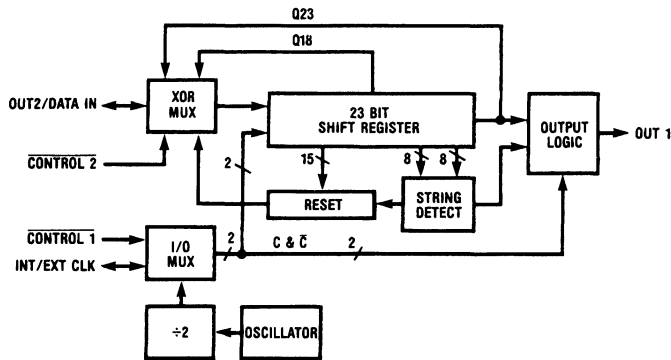 Q23
Q18
OUT2/DATA IN
XOR
MUX
23 BIT
SHIFT REGISTER
OUTPUT
LOGIC
OUT 1
CONTROL 2
2
15
8
8
RESET
STRING
DETECT
CONTROL 1
INT/EXT CLK
I/O
MUX
2
C & C̅
2
÷2
OSCILLATOR